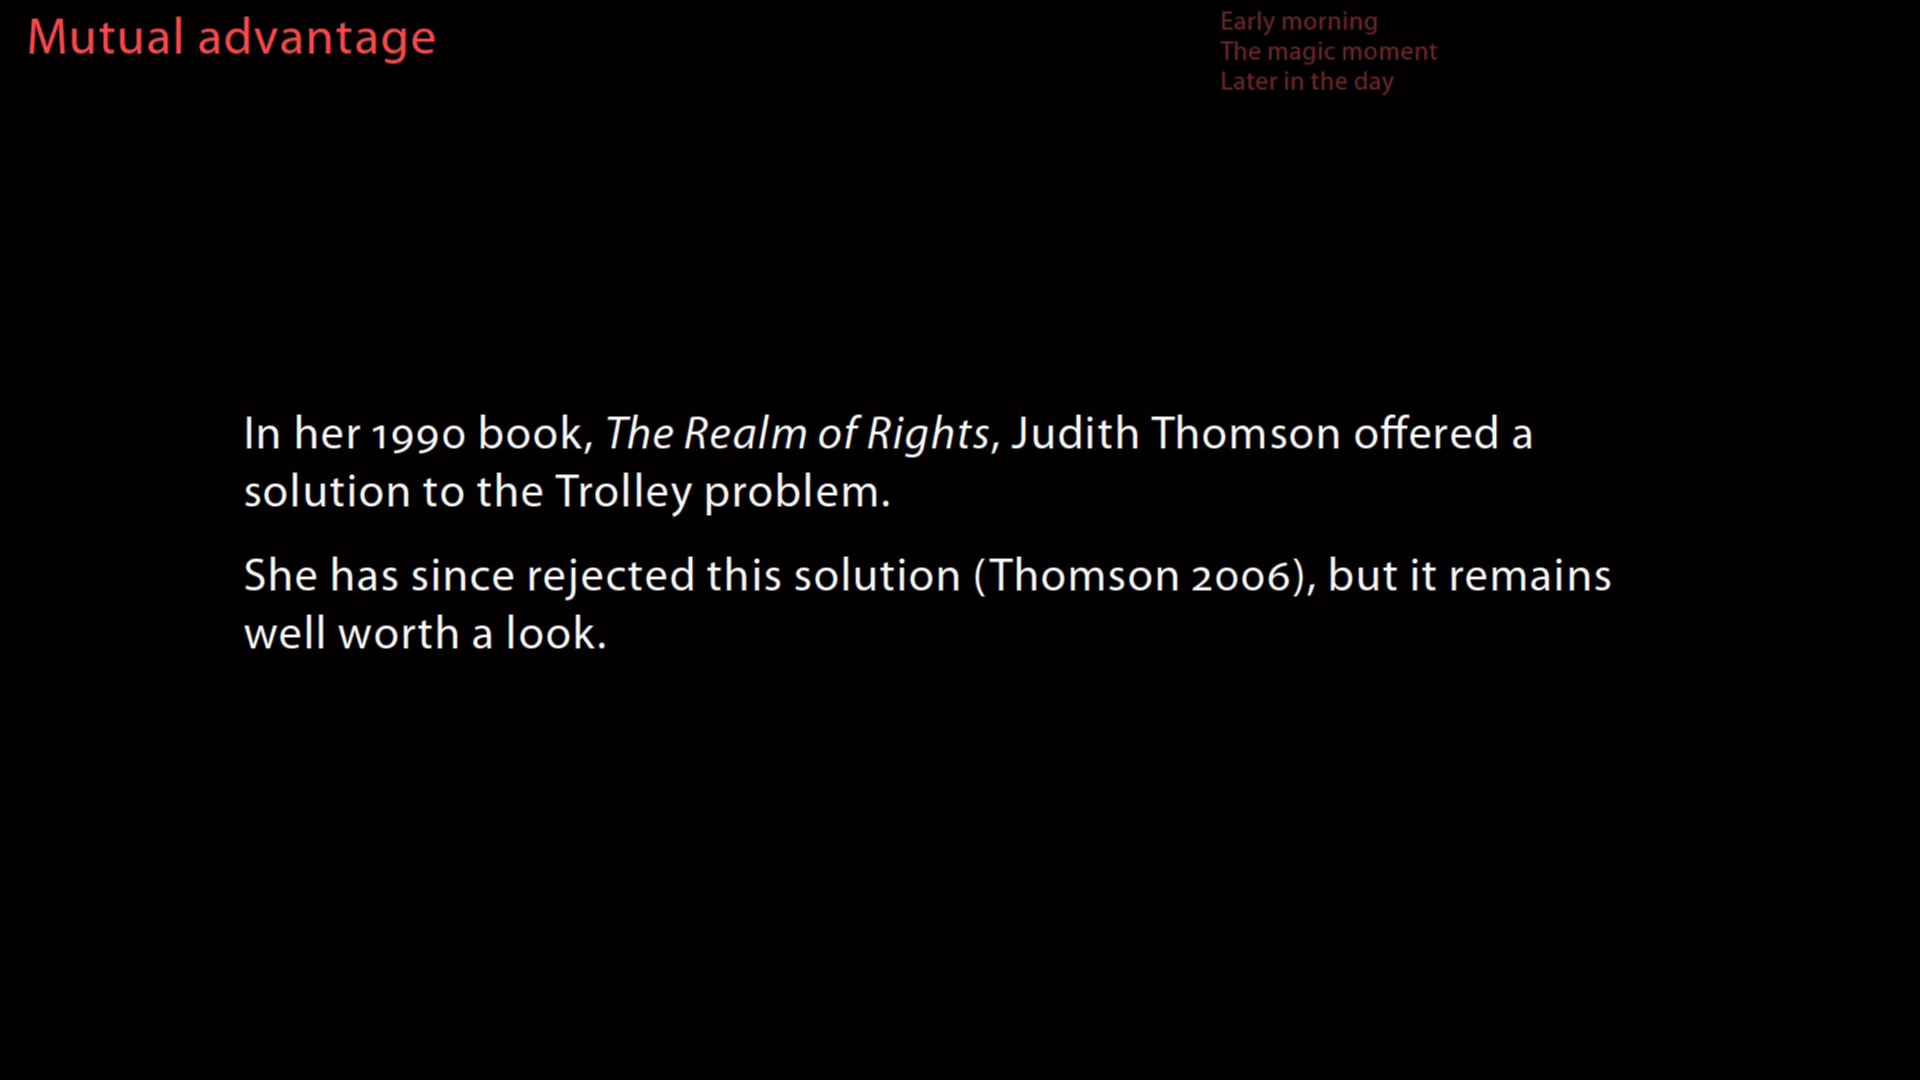 Mutual advantage
Early morning
The magic moment
Later in the day
In her 1990 book, The Realm of Rights, Judith Thomson offered a
solution to the Trolley problem.
She has since rejected this solution (Thomson 2006), but it remains
well worth a look.